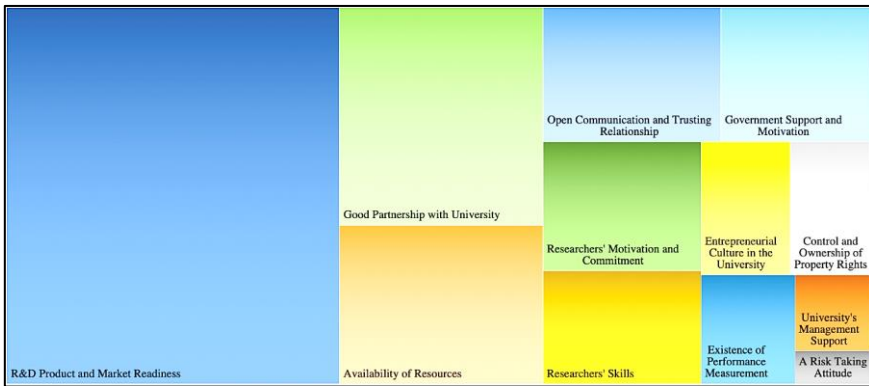 R&D Product and Market Readiness
Good Partnership with University
Availability of Resources
Open Communication and Trusting
Relationship
Government Support and
Motivation
Researchers' Motivation and
Commitment
Entrepreneurial
Culture in the
University
Control and
Ownership of
Property Rights
Researchers' Skills
Existence of
Performance
Measurement
University's
Management
Support
A Risk Taking
Attitude